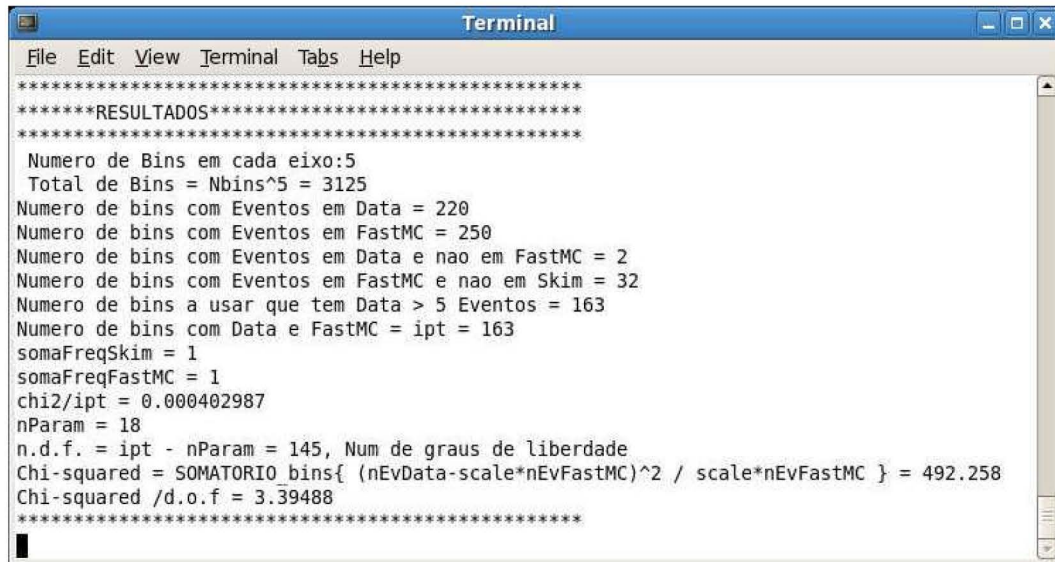 Terminal
File Edit View Terminal Tabs Help
**************************************************
*******RESULTADOS*********************************
**************************************************
Numero de Bins em cada eixo:5
Total de Bins = Nbins^5 = 3125
Numero de bins com Eventos em Data = 220
Numero de bins com Eventos em FastMC = 250
Numero de bins com Eventos em Data e nao em FastMC = 2
Numero de bins com Eventos em FastMC e nao em Skim = 32
Numero de bins a usar que tem Data > 5 Eventos = 163
Numero de bins com Data e FastMC = ipt = 163
somaFreqSkim = 1
somaFreqFastMC = 1
chi2/ipt = 0.000402987
nParam = 18
n.d.f. = ipt - nParam = 145, Num de graus de liberdade
Chi-squared = SOMATORIO_bins{ (nEvData-scale*nEvFastMC)^2 / scale*nEvFastMC } = 492.258
Chi-squared /d.o.f = 3.39488
**************************************************